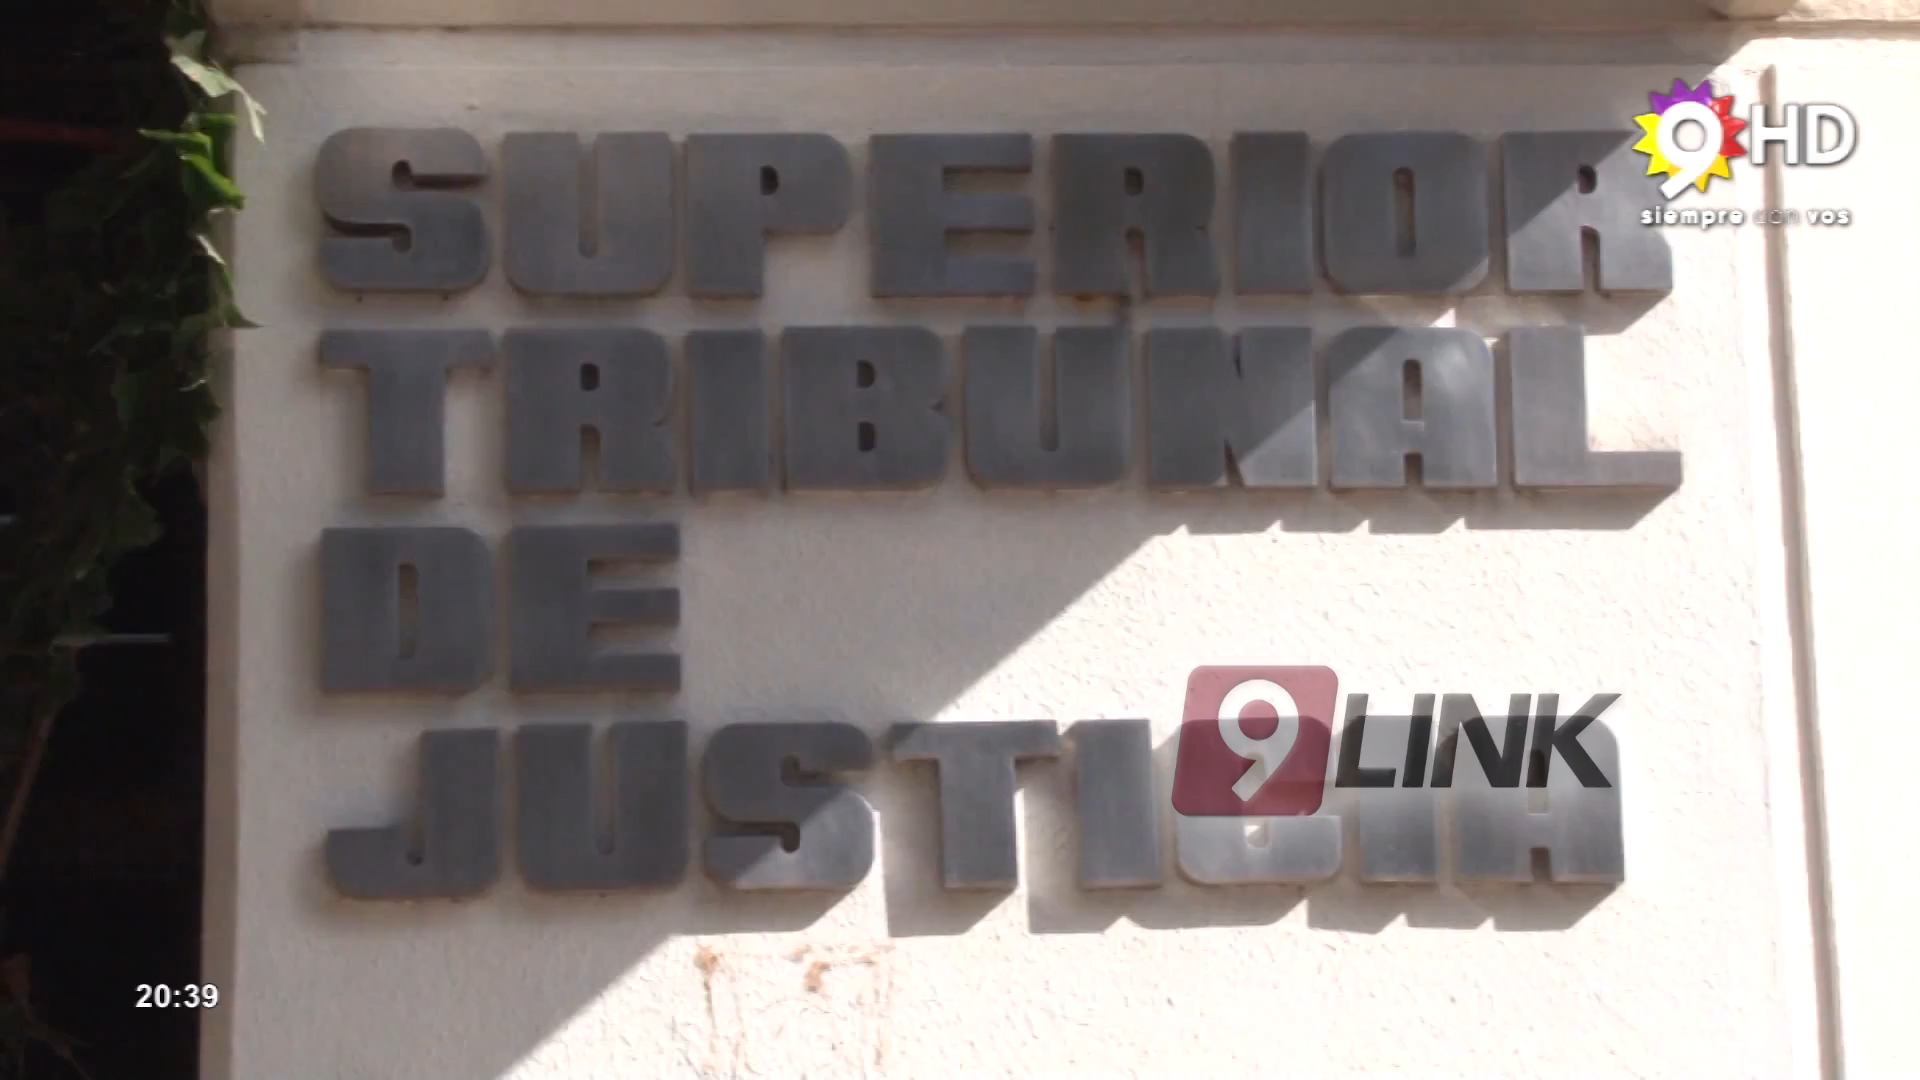 SUPERIOR
TRIBUNAL
DE
JUSTICIA
9 HD
siempre con vos
9 LINK
20:39